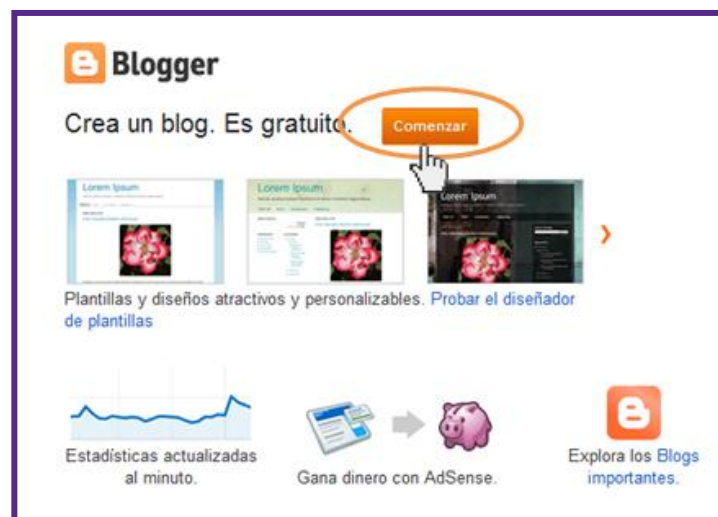 Blogger
Crea un blog. Es gratuito.
Comenzar
Lorem Ipsum
Lorem Ipsum
Lorem Ipsum
Plantillas y diseños atractivos y personalizables. Probar el diseñador
de plantillas
Estadísticas actualizadas
al minuto.
Gana dinero con AdSense.
Explora los Blogs
importantes.